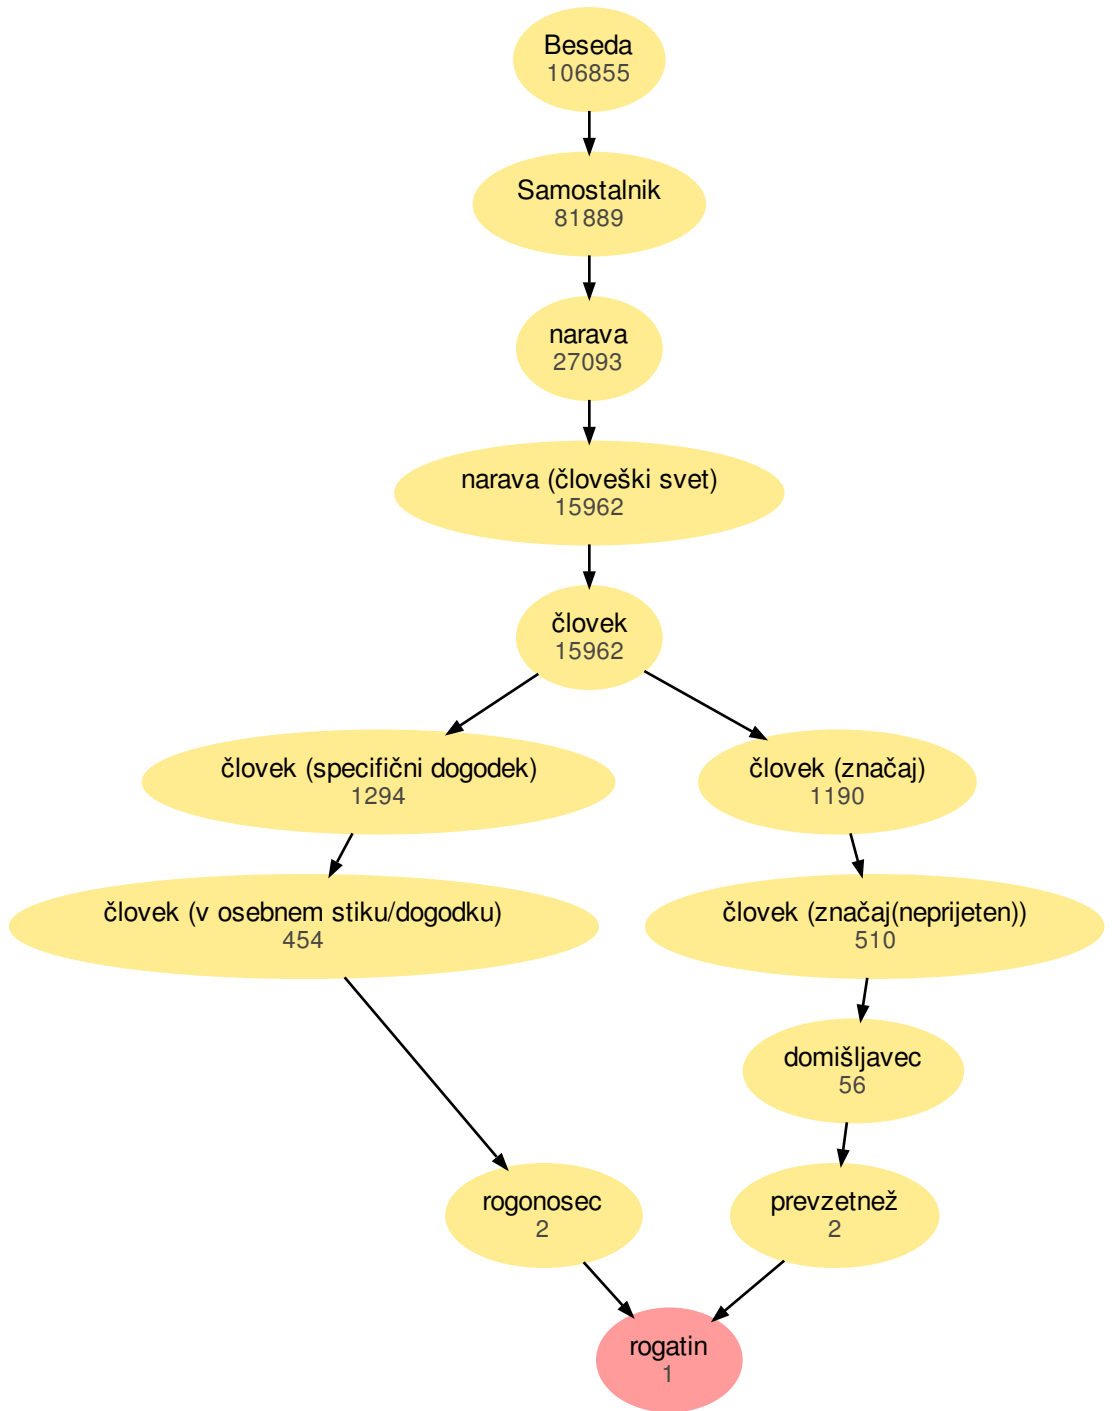 Beseda
106855
Samostalnik
81889
narava
27093
narava (človeški svet)
15962
človek
15962
človek (specifični dogodek)
1294
človek (značaj)
1190
človek (v osebnem stiku/dogodku)
454
človek (značaj(neprijeten))
510
domišljavec
56
rogonosec
2
prevzetnež
2
rogatin
1